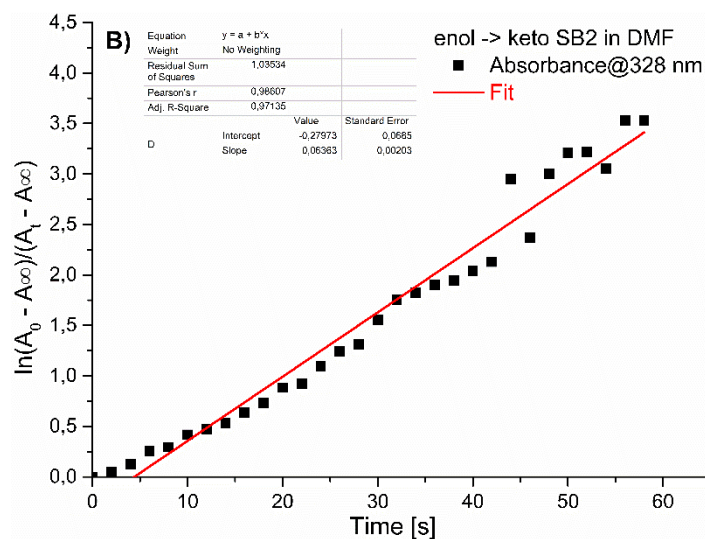 B)
Equation y = a + b*x
Weight No Weighting
Residual Sum of Squares 1,03534
Pearson's r 0,98607
Adj. R-Square 0,97135
Value Standard Error
D Intercept -0,27973 0,0685
Slope 0,06363 0,00203
enol -> keto SB2 in DMF
Absorbance@328 nm
Fit
ln(A₀ - A∞)/(Aₜ - A∞)
4,5
4,0
3,5
3,0
2,5
2,0
1,5
1,0
0,5
0,0
0 10 20 30 40 50 60
Time [s]